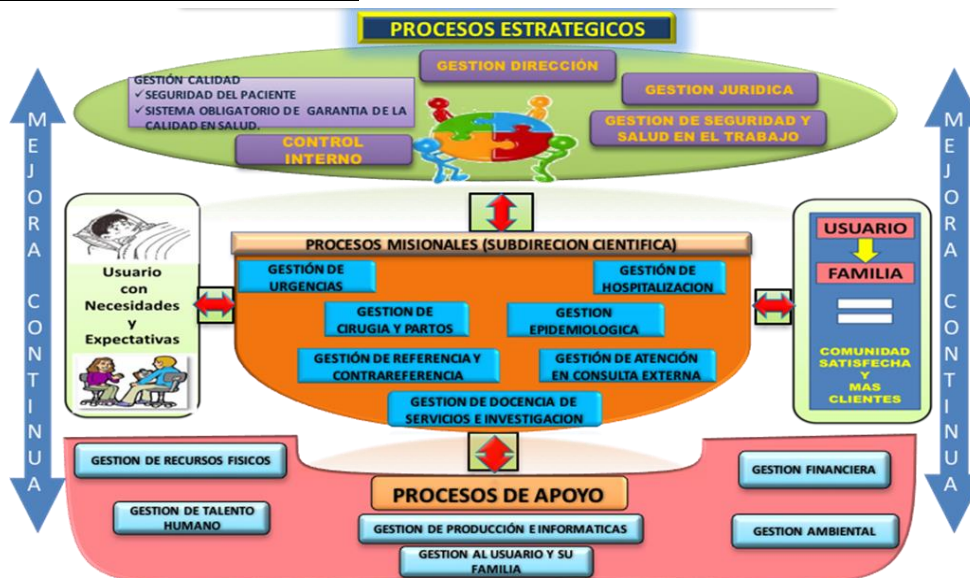 PROCESOS ESTRATEGICOS
GESTION DIRECCIÓN
GESTIÓN CALIDAD
✓SEGURIDAD DEL PACIENTE
✓SISTEMA OBLIGATORIO DE GARANTIA DE LA
CALIDAD EN SALUD.
GESTION JURIDICA
GESTION DE SEGURIDAD Y
SALUD EN EL TRABAJO
CONTROL
INTERNO
MEJORA CONTINUA
MEJORA CONTINUA
Usuario
con
Necesidades
y
Expectativas
PROCESOS MISIONALES (SUBDIRECION CIENTIFICA)
GESTIÓN DE
URGENCIAS
GESTIÓN DE
HOSPITALIZACION
GESTION DE
CIRUGIA Y PARTOS
GESTION
EPIDEMIOLOGICA
GESTIÓN DE REFERENCIA Y
CONTRAREFERENCIA
GESTIÓN DE ATENCIÓN
EN CONSULTA EXTERNA
GESTION DE DOCENCIA DE
SERVICIOS E INVESTIGACION
USUARIO
FAMILIA
COMUNIDAD
SATISFECHA
Y
MAS
CLIENTES
GESTION DE RECURSOS FISICOS
GESTION DE TALENTO
HUMANO
PROCESOS DE APOYO
GESTION DE PRODUCCIÓN E INFORMATICAS
GESTION AL USUARIO Y SU
FAMILIA
GESTION FINANCIERA
GESTION AMBIENTAL